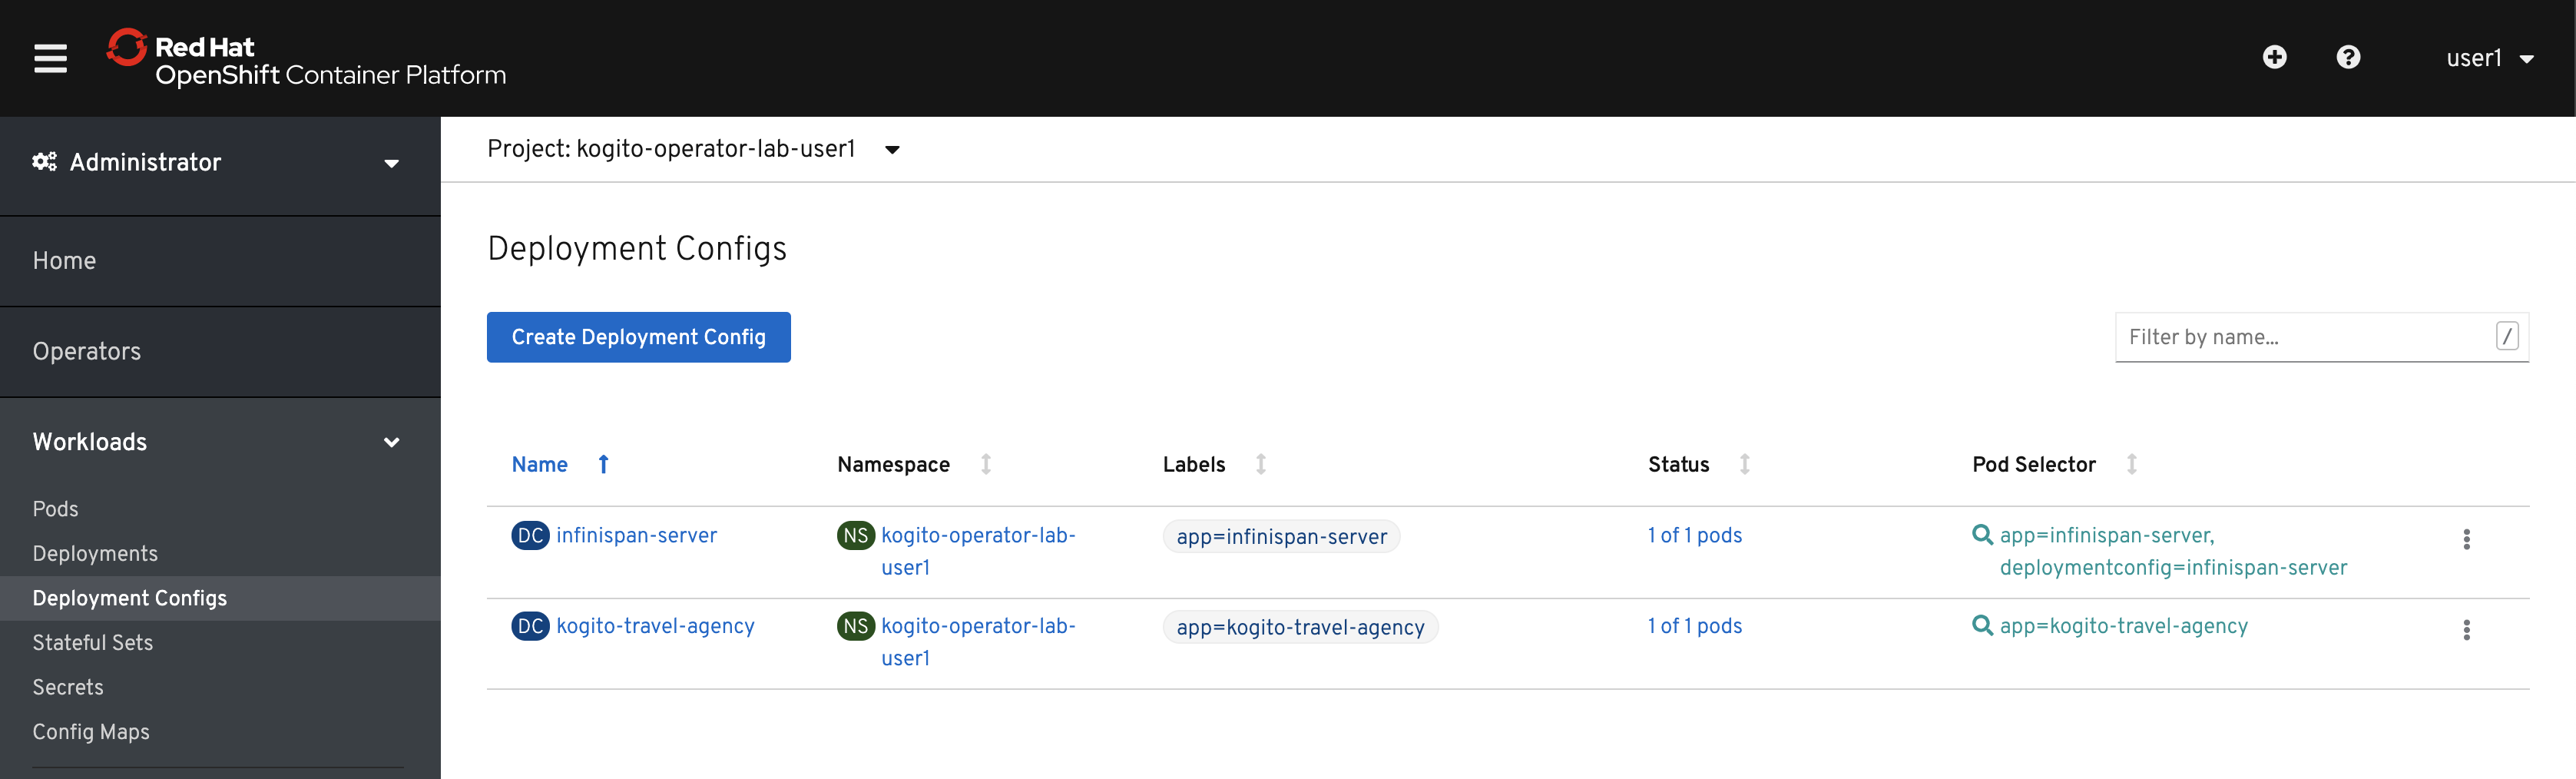 Red Hat
OpenShift Container Platform
user1
Administrator
Home
Operators
Workloads
Pods
Deployments
Deployment Configs
Stateful Sets
Secrets
Config Maps
Project: kogito-operator-lab-user1
Deployment Configs
Create Deployment Config
Filter by name...
/
Name Namespace Labels Status Pod Selector
DC infinispan-server NS kogito-operator-lab- app=infinispan-server 1 of 1 pods app=infinispan-server,
user1 deploymentconfig=infinispan-server
DC kogito-travel-agency NS kogito-operator-lab- app=kogito-travel-agency 1 of 1 pods app=kogito-travel-agency
user1